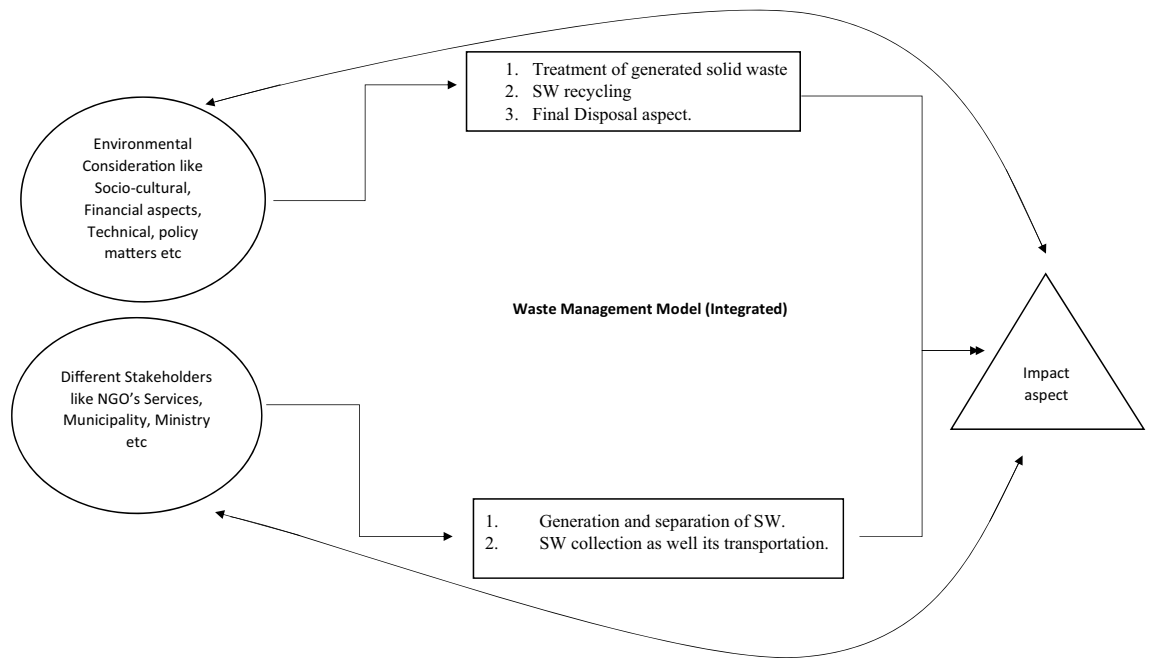 1. Treatment of generated solid waste
2. SW recycling
3. Final Disposal aspect.
Environmental
Consideration like
Socio-cultural,
Financial aspects,
Technical, policy
matters etc
Waste Management Model (Integrated)
Different Stakeholders
like NGO’s Services,
Municipality, Ministry
etc
Impact
aspect
1. Generation and separation of SW.
2. SW collection as well its transportation.